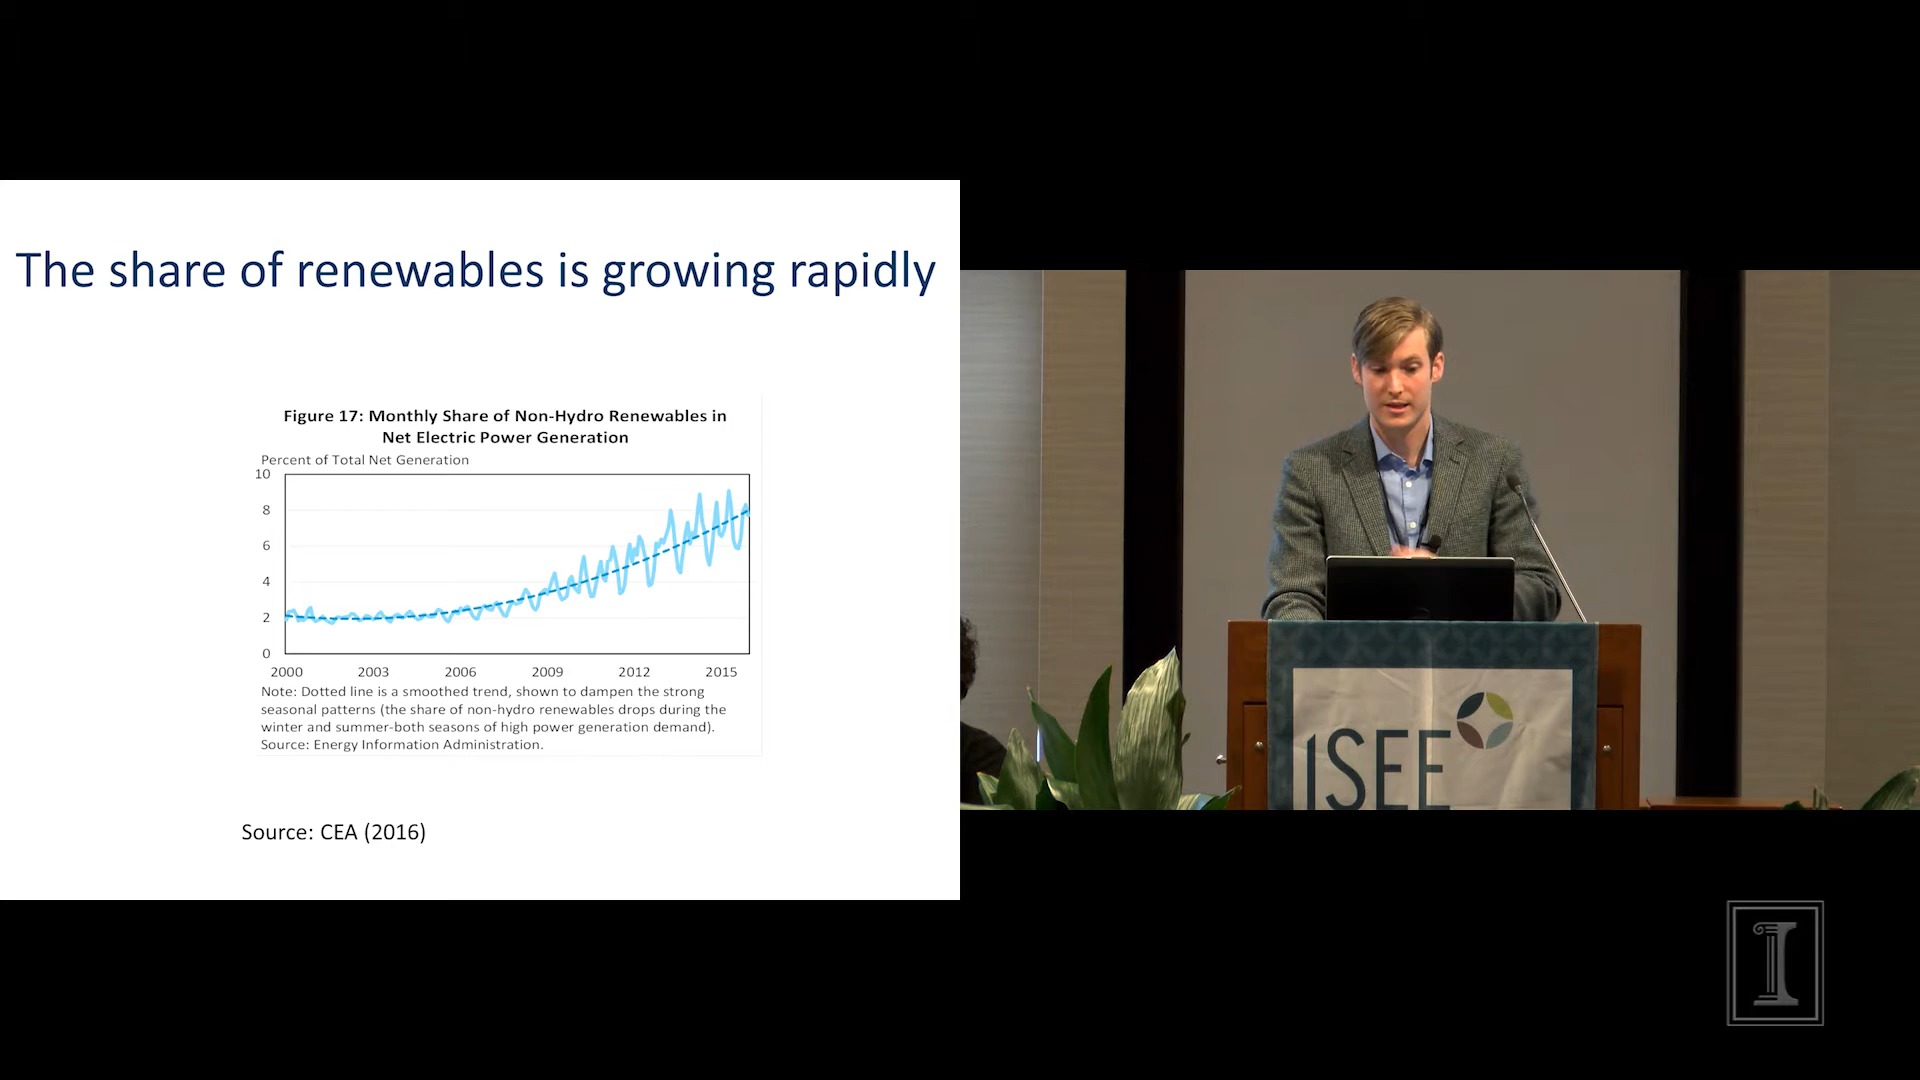 The share of renewables is growing rapidly
Figure 17: Monthly Share of Non-Hydro Renewables in
Net Electric Power Generation
Percent of Total Net Generation
10
8
6
4
2
0
2000 2003 2006 2009 2012 2015
Note: Dotted line is a smoothed trend, shown to dampen the strong
seasonal patterns (the share of non-hydro renewables drops during the
winter and summer-both seasons of high power generation demand).
Source: Energy Information Administration.
Source: CEA (2016)
ISEE
I